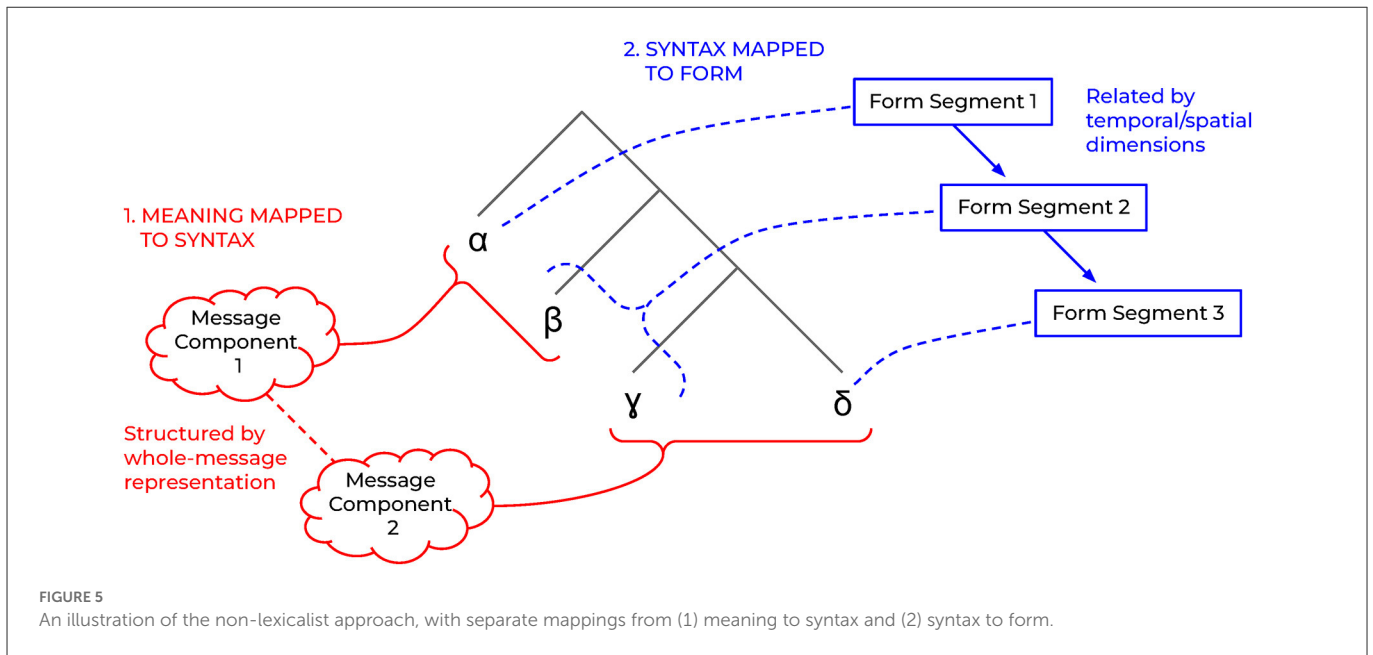 2. SYNTAX MAPPED
TO FORM
Form Segment 1
Related by
temporal/spatial
dimensions
Form Segment 2
1. MEANING MAPPED
TO SYNTAX
α
Form Segment 3
Message
Component
1
β
ɣ
δ
Structured by
whole-message
representation
Message
Component
2
FIGURE 5
An illustration of the non-lexicalist approach, with separate mappings from (1) meaning to syntax and (2) syntax to form.